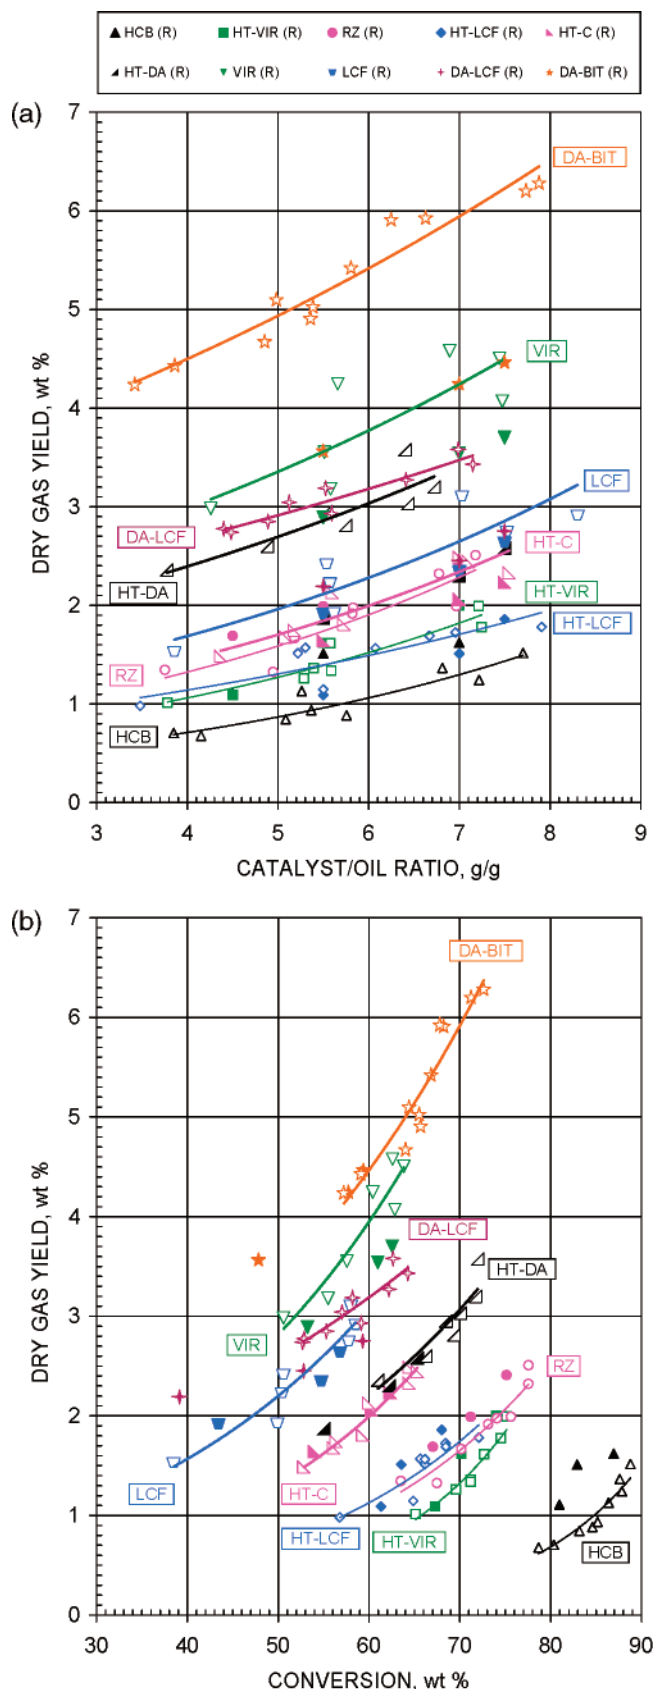 HCB (R) HT-VIR (R) RZ (R) HT-LCF (R) HT-C (R)
HT-DA (R) VIR (R) LCF (R) DA-LCF (R) DA-BIT (R)
(a)
7
DA-BIT
6
5
VIR
4
DRY GAS YIELD, wt %
3
LCF
DA-LCF
HT-C
HT-DA
HT-VIR
2
HT-LCF
RZ
HCB
1
0
3 4 5 6 7 8 9
CATALYST/OIL RATIO, g/g
(b)
7
DA-BIT
6
5
4
DRY GAS YIELD, wt %
DA-LCF
HT-DA
3
VIR
RZ
2
LCF
HT-C
HT-LCF
HT-VIR
HCB
1
0
30 40 50 60 70 80 90
CONVERSION, wt %